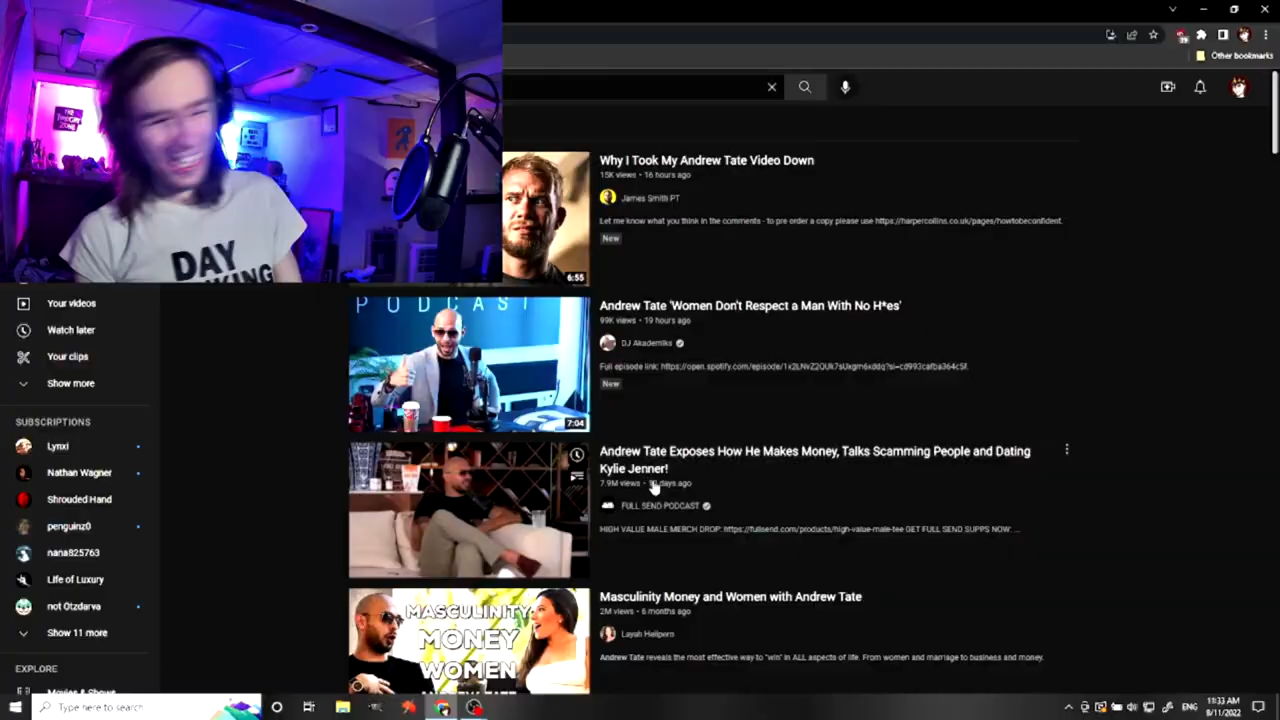 Other bookmarks
THE
TWILIGHT
ZONE
DAY
Why I Took My Andrew Tate Video Down
15K views • 16 hours ago
James Smith PT
Let me know what you think in the comments - to pre order a copy please use https://harpercollins.co.uk/pages/howtobeconfident.
New
6:55
Your videos
Watch later
Your clips
Show more
PODCAST
7:04
Andrew Tate 'Women Don't Respect a Man With No H*es'
99K views • 19 hours ago
DJ Akademiks
New
SUBSCRIPTIONS
Lynxi
Nathan Wagner
Shrouded Hand
penguinz0
nana825763
Life of Luxury
not Otzdarva
Show 11 more
EXPLORE
Movies & Shows
Andrew Tate Exposes How He Makes Money, Talks Scamming People and Dating
Kylie Jenner!
7.9M views
days ago
FULL SEND PODCAST
HIGH VALUE MALE MERCH DROP: https://fullsend.com/products/high-value-male-tee GET FULL SEND SUPPS NOW: ...
MASCULINITY
MONEY
WOMEN
Masculinity Money and Women with Andrew Tate
2M views • 6 months ago
Layah Heilpern
Andrew Tate reveals the most effective way to "win" in ALL aspects of life. From women and marriage to business and money.
Type here to search
11:33 AM
8/11/2022